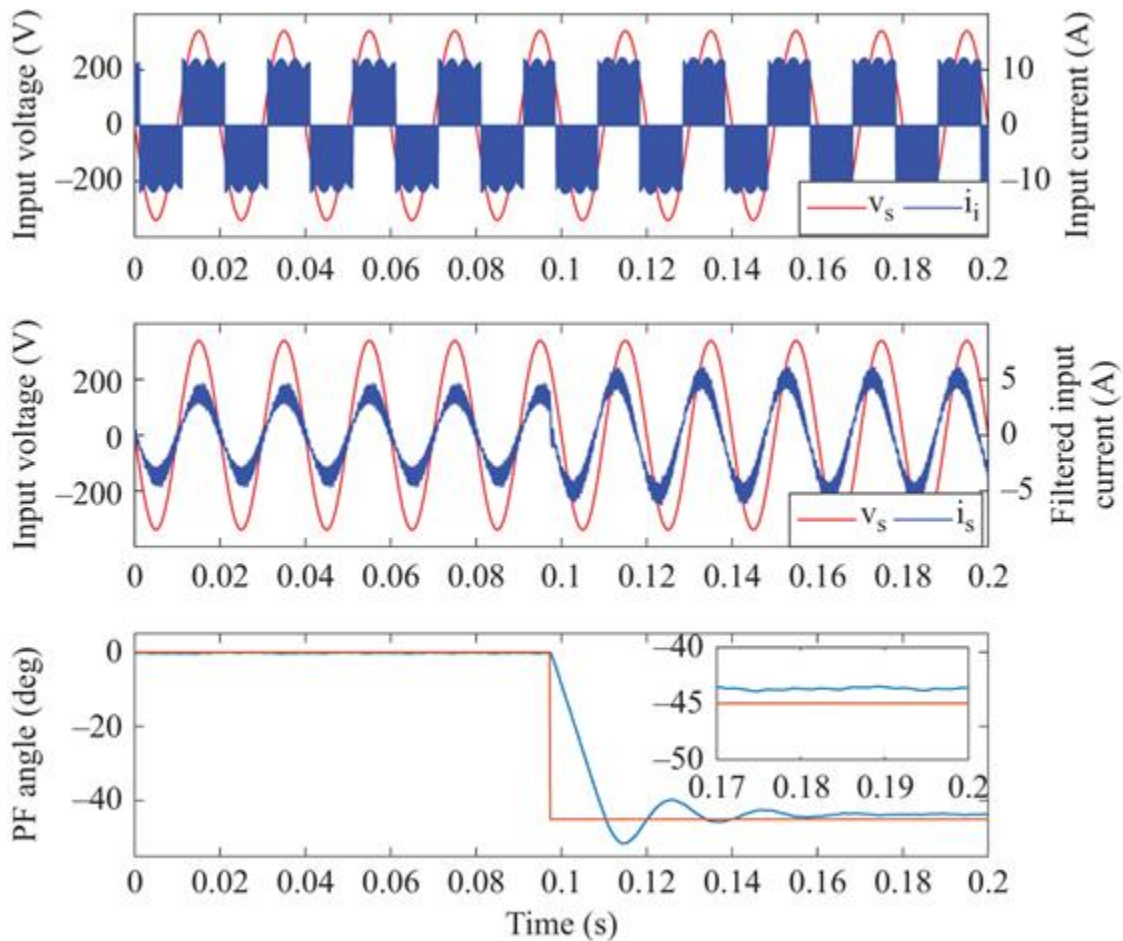 Input voltage (V)
200
0
−200
10
0
−10
Input current (A)
v_s i_i
0 0.02 0.04 0.06 0.08 0.1 0.12 0.14 0.16 0.18 0.2
Input voltage (V)
200
0
−200
5
0
−5
Filtered input
current (A)
v_s i_s
0 0.02 0.04 0.06 0.08 0.1 0.12 0.14 0.16 0.18 0.2
PF angle (deg)
0
−20
−40
−40
−45
−50
0.17 0.18 0.19 0.2
0 0.02 0.04 0.06 0.08 0.1 0.12 0.14 0.16 0.18 0.2
Time (s)